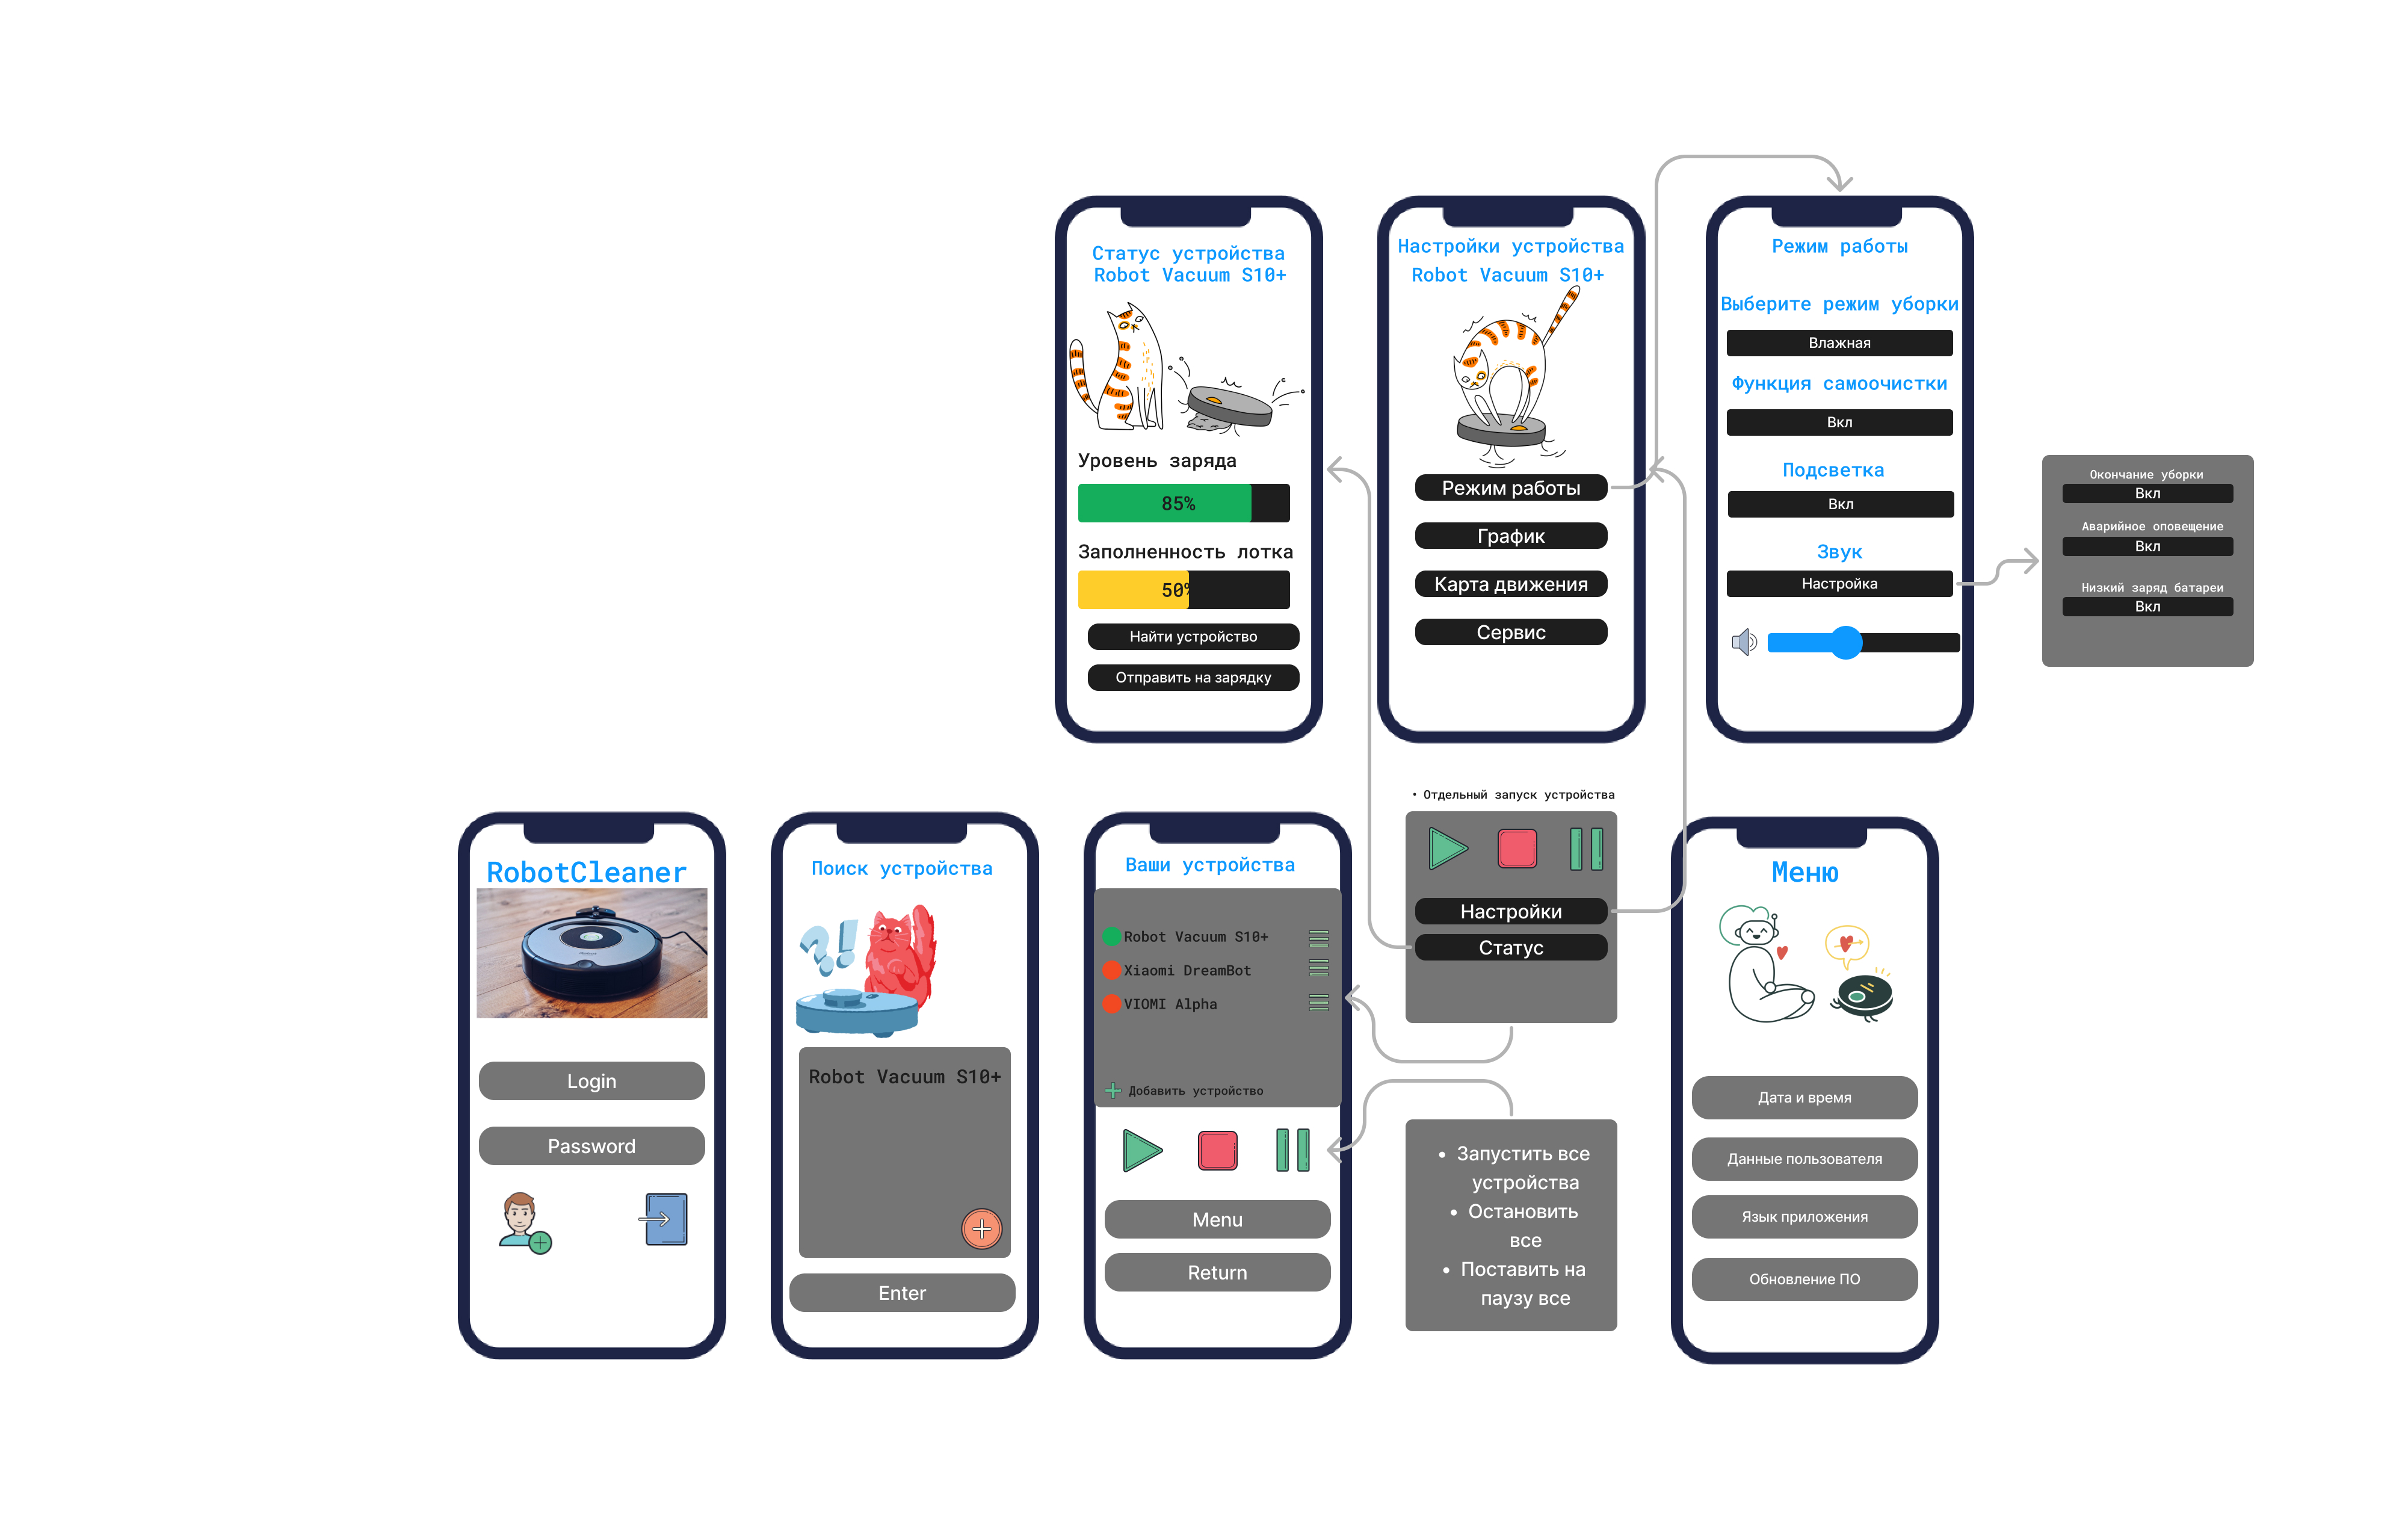 Статус устройства
Robot Vacuum S10+
Уровень заряда
85%
Заполненность лотка
50%
Найти устройство
Отправить на зарядку
Настройки устройства
Robot Vacuum S10+
Режим работы
График
Карта движения
Сервис
Режим работы
Выберите режим уборки
Влажная
Функция самоочистки
Вкл
Подсветка
Вкл
Звук
Настройка
Окончание уборки
Вкл
Аварийное оповещение
Вкл
Низкий заряд батареи
Вкл
RobotCleaner
Login
Password
Поиск устройства
?!
Robot Vacuum S10+
Enter
Ваши устройства
Robot Vacuum S10+
Xiaomi DreamBot
VIOMI Alpha
Добавить устройство
Menu
Return
• Отдельный запуск устройства
Настройки
Статус
• Запустить все
устройства
• Остановить
все
• Поставить на
паузу все
Меню
Дата и время
Данные пользователя
Язык приложения
Обновление ПО